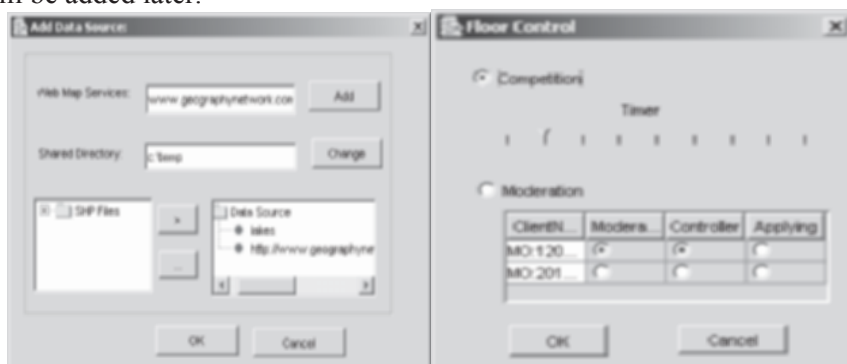 be added later.
Add Data Source:
Web Map Services:
www.geographynetwork.con
Add
Shared Directory:
c:\temp
Change
SHP Files
>
...
Data Source
lakes
http://www.geographyne
OK
Cancel
Floor Control
Competition
Timer
Moderation
ClientN... Modera... Controller Applying
MO:120...
MO:201...
OK
Cancel